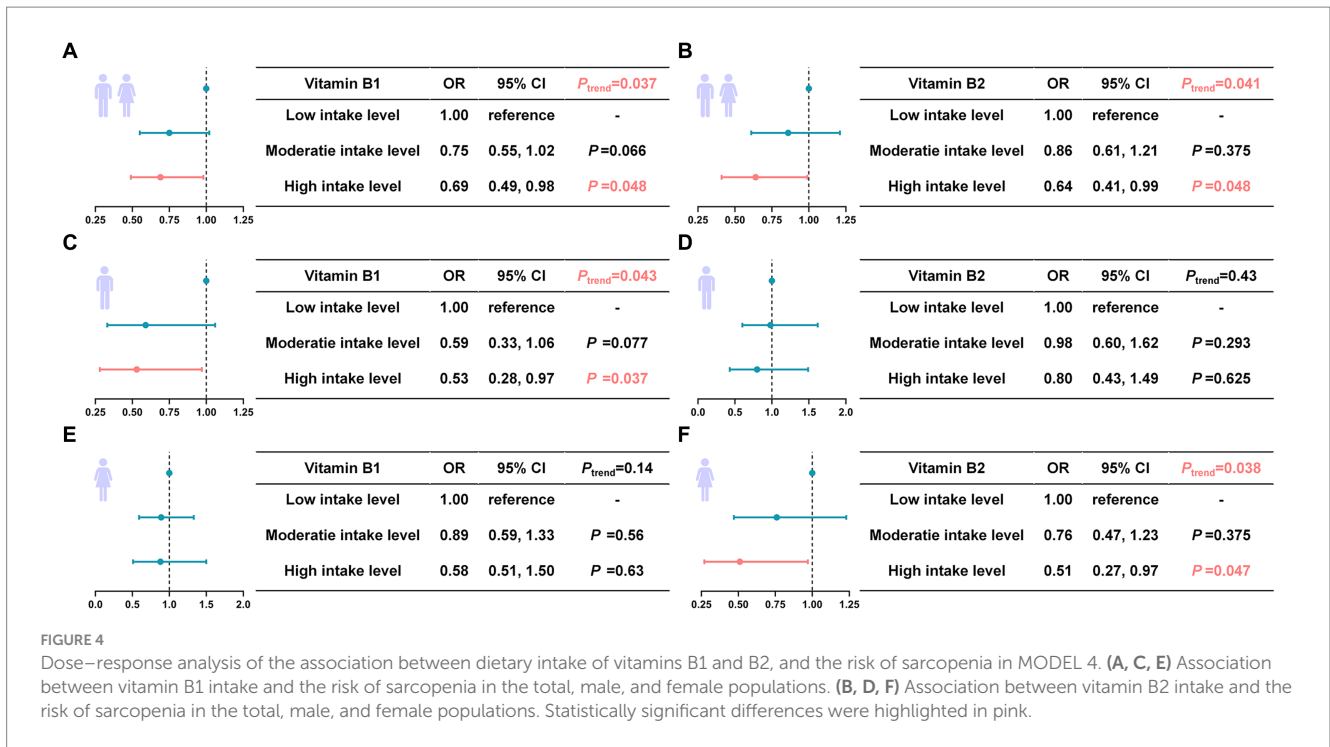 A
Vitamin B1 OR 95% CI Ptrend=0.037
Low intake level 1.00 reference -
Moderatie intake level 0.75 0.55, 1.02 P=0.066
High intake level 0.69 0.49, 0.98 P=0.048
0.25 0.50 0.75 1.00 1.25
B
Vitamin B2 OR 95% CI Ptrend=0.041
Low intake level 1.00 reference -
Moderatie intake level 0.86 0.61, 1.21 P=0.375
High intake level 0.64 0.41, 0.99 P=0.048
0.25 0.50 0.75 1.00 1.25
C
Vitamin B1 OR 95% CI Ptrend=0.043
Low intake level 1.00 reference -
Moderatie intake level 0.59 0.33, 1.06 P =0.077
High intake level 0.53 0.28, 0.97 P =0.037
0.25 0.50 0.75 1.00 1.25
D
Vitamin B2 OR 95% CI Ptrend=0.43
Low intake level 1.00 reference -
Moderatie intake level 0.98 0.60, 1.62 P=0.293
High intake level 0.80 0.43, 1.49 P=0.625
0.0 0.5 1.0 1.5 2.0
E
Vitamin B1 OR 95% CI Ptrend=0.14
Low intake level 1.00 reference -
Moderatie intake level 0.89 0.59, 1.33 P =0.56
High intake level 0.58 0.51, 1.50 P =0.63
0.0 0.5 1.0 1.5 2.0
F
Vitamin B2 OR 95% CI Ptrend=0.038
Low intake level 1.00 reference -
Moderatie intake level 0.76 0.47, 1.23 P=0.375
High intake level 0.51 0.27, 0.97 P=0.047
0.25 0.50 0.75 1.00 1.25
FIGURE 4
Dose–response analysis of the association between dietary intake of vitamins B1 and B2, and the risk of sarcopenia in MODEL 4. (A, C, E) Association
between vitamin B1 intake and the risk of sarcopenia in the total, male, and female populations. (B, D, F) Association between vitamin B2 intake and the
risk of sarcopenia in the total, male, and female populations. Statistically significant differences were highlighted in pink.